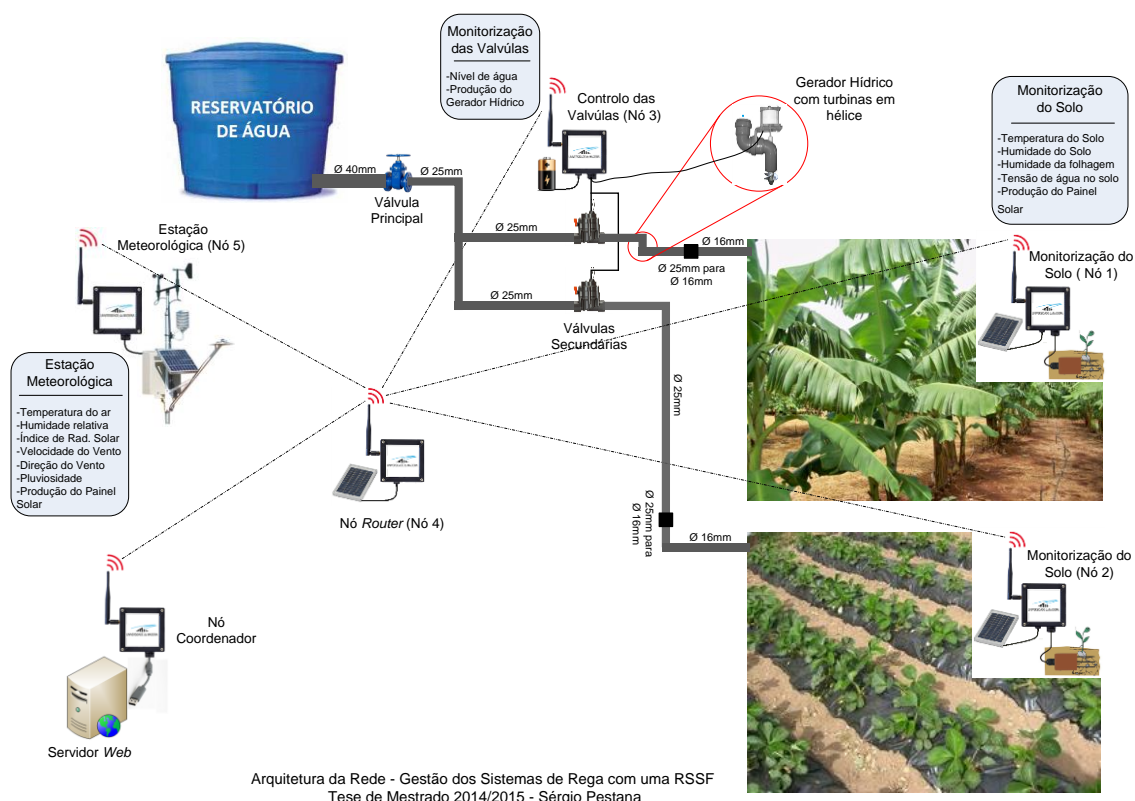 RESERVATÓRIO
DE ÁGUA
Monitorização
das Valvúlas
-Nível de água
-Produção do
Gerador Hídrico
Controlo das
Valvúlas (Nó 3)
Gerador Hídrico
com turbinas em
hélice
Monitorização
do Solo
-Temperatura do Solo
-Humidade do Solo
-Humidade da folhagem
-Tensão de água no solo
-Produção do Painel
Solar
Ø 40mm
Ø 25mm
Válvula
Principal
Ø 25mm
Ø 16mm
Ø 25mm para
Ø 16mm
Ø 25mm
Válvulas
Secundárias
Ø 25mm
Ø 25mm para
Ø 16mm
Ø 16mm
Estação
Meteorológica (Nó 5)
Monitorização do
Solo ( Nó 1)
Estação
Meteorológica
-Temperatura do ar
-Humidade relativa
-Índice de Rad. Solar
-Velocidade do Vento
-Direção do Vento
-Pluviosidade
-Produção do Painel
Solar
Nó Router (Nó 4)
Monitorização do
Solo (Nó 2)
Nó
Coordenador
Servidor Web
Arquitetura da Rede - Gestão dos Sistemas de Rega com uma RSSF
Tese de Mestrado 2014/2015 - Sérgio Pestana